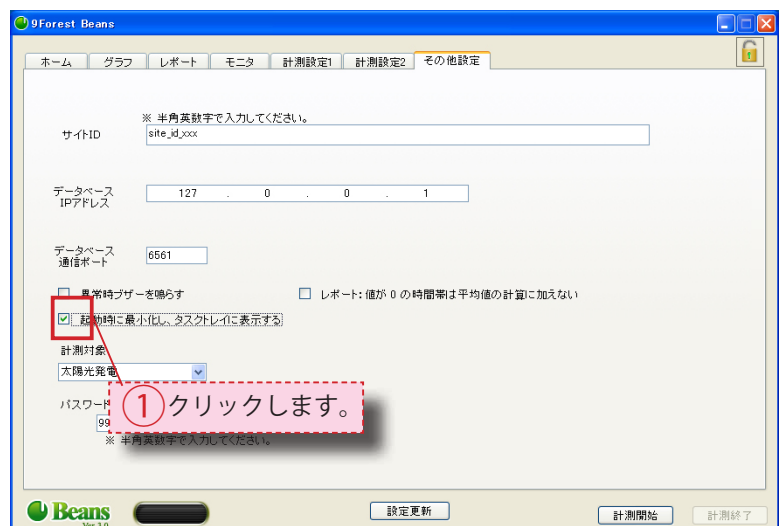 9Forest Beans
ホーム グラフ レポート モニタ 計測設定1 計測設定2 その他設定
※ 半角英数字で入力してください。
サイトID site_id_xxx
データベース
IPアドレス 127 . 0 . 0 . 1
データベース
通信ポート 6561
異常時ブザーを鳴らす レポート：値が 0 の時間帯は平均値の計算に加えない
起動時に最小化し、タスクトレイに表示する
計測対象
太陽光発電
① クリックします。
パスワード
99
※ 半角英数字で入力してください。
Beans
Ver 3.0
設定更新 計測開始 計測終了